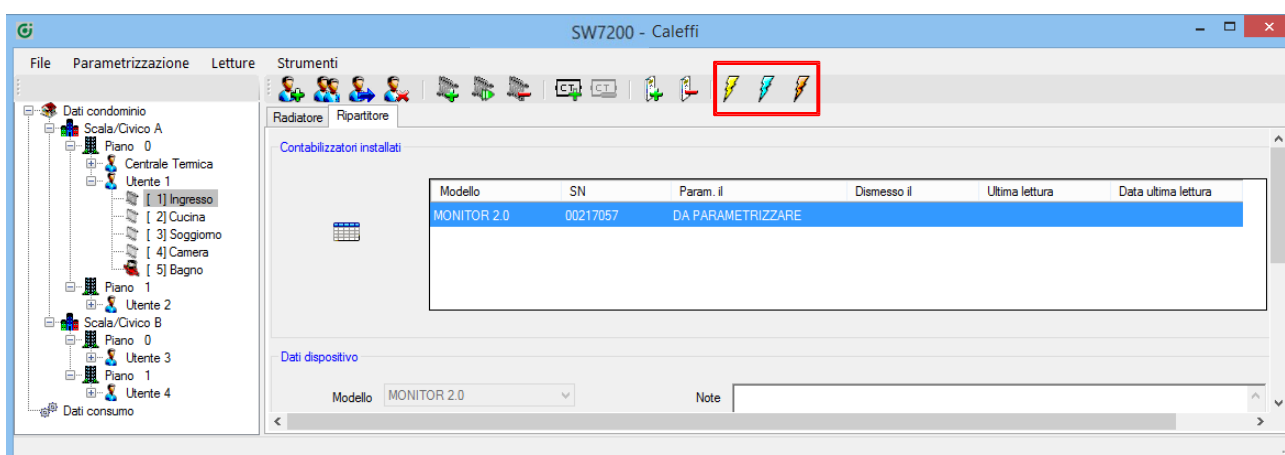 SW7200 - Caleffi
File Parametrizzazione Letture Strumenti
CT CT
Dati condominio
Scala/Civico A
Piano 0
Centrale Termica
Utente 1
[ 1] Ingresso
[ 2] Cucina
[ 3] Soggiorno
[ 4] Camera
[ 5] Bagno
Piano 1
Utente 2
Scala/Civico B
Piano 0
Utente 3
Piano 1
Utente 4
Dati consumo
Radiatore Ripartitore
Contabilizzatori installati
Modello SN Param. il Dismesso il Ultima lettura Data ultima lettura
MONITOR 2.0 00217057 DA PARAMETRIZZARE
Dati dispositivo
Modello MONITOR 2.0 Note